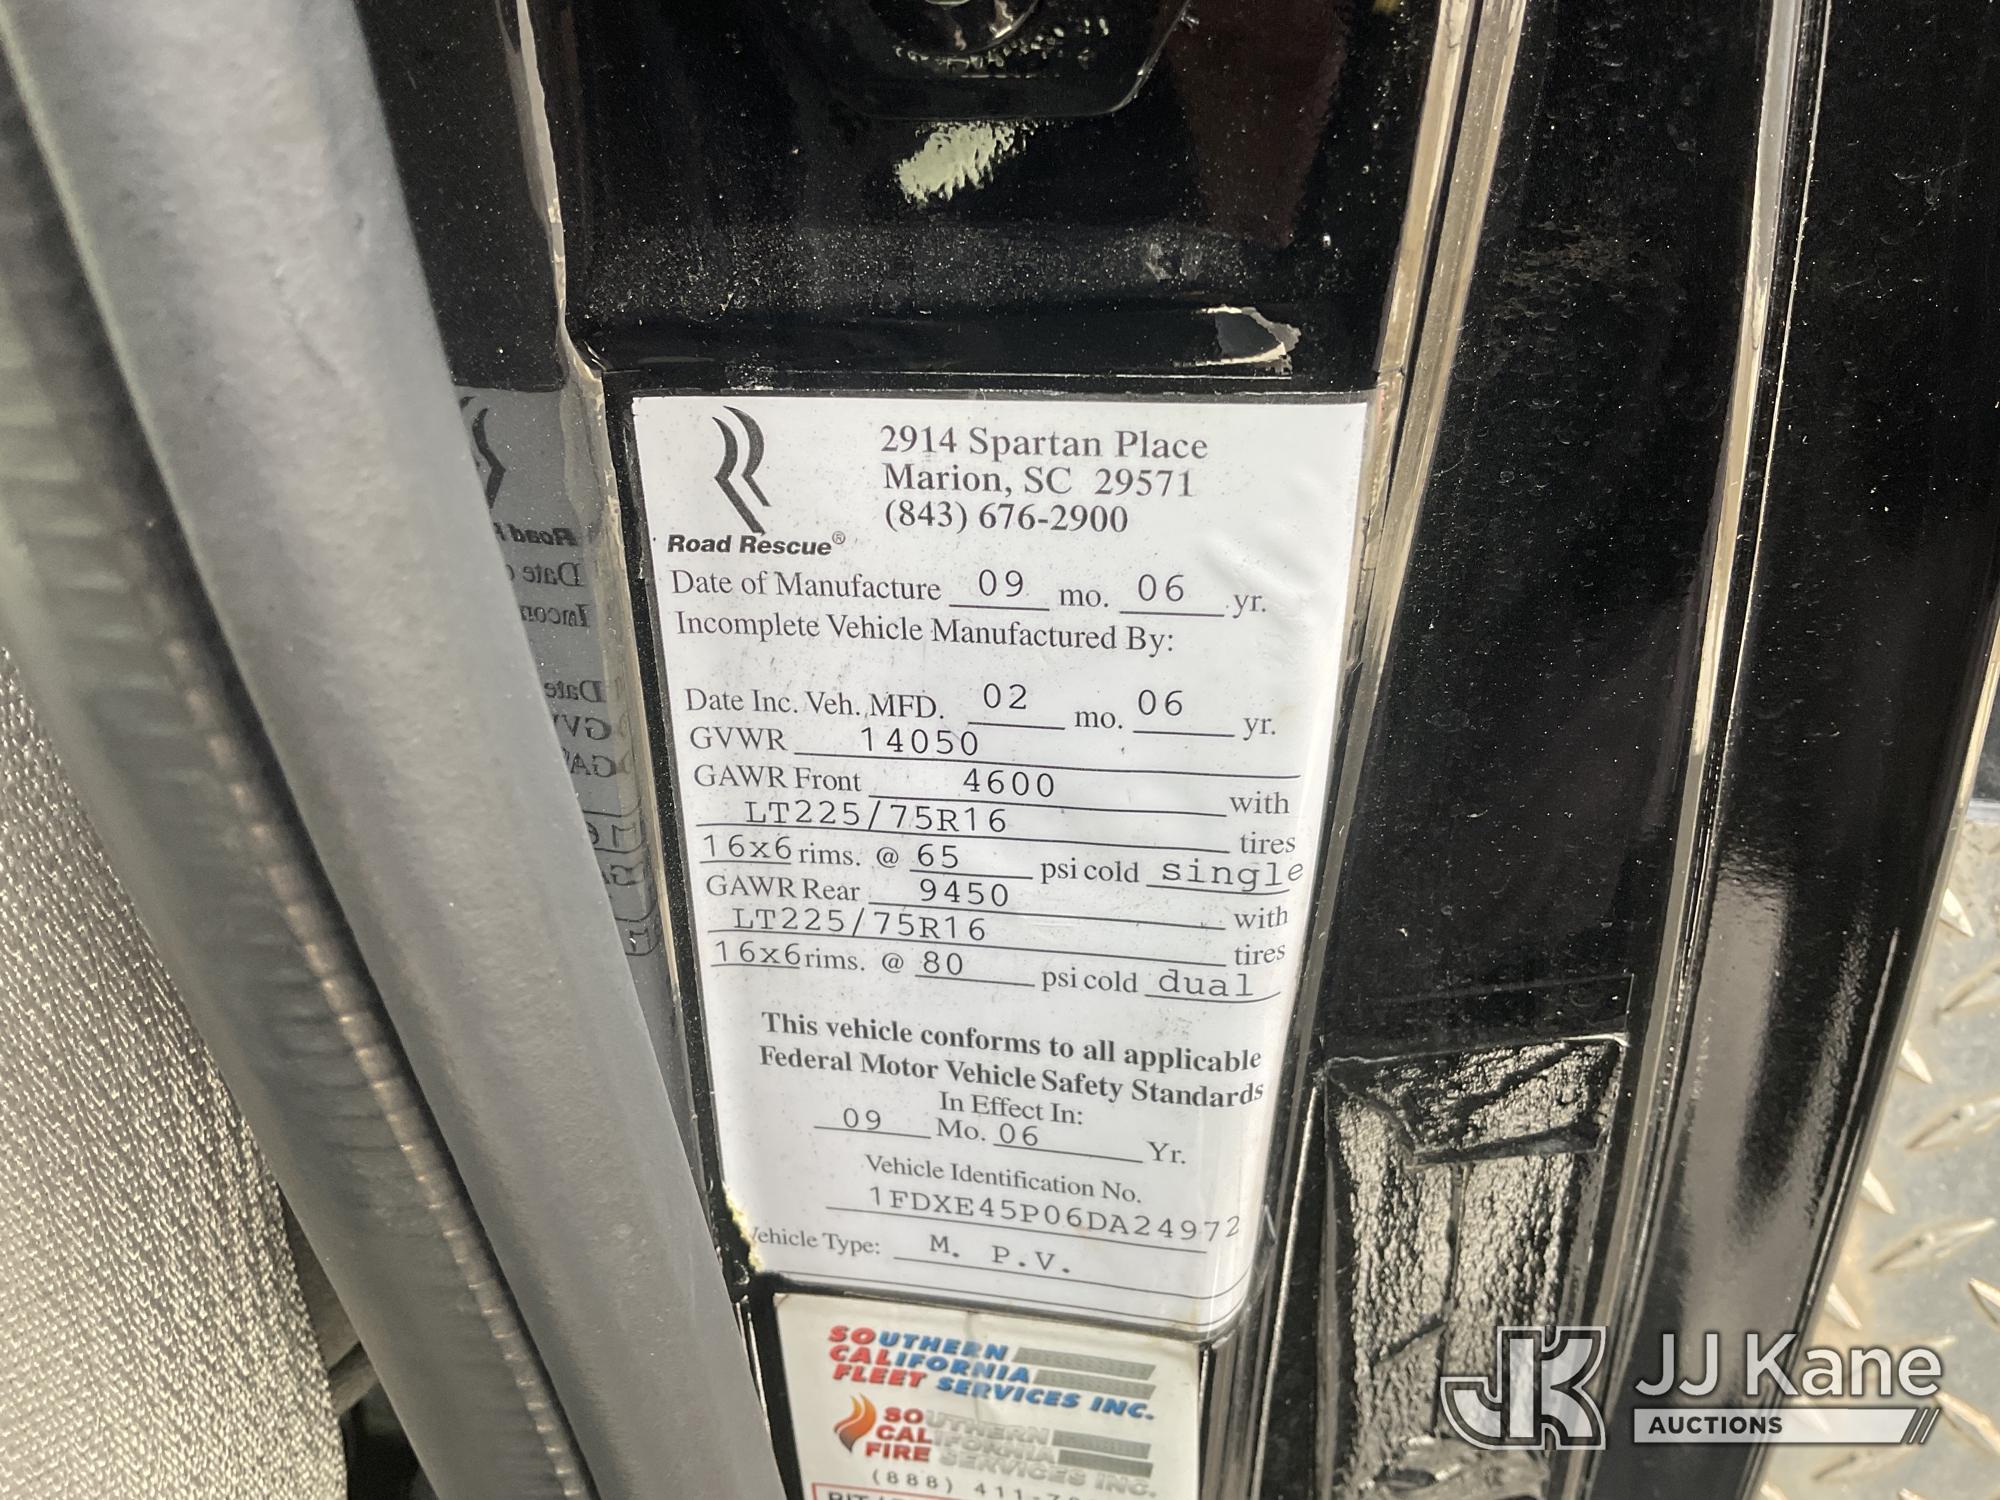 2914 Spartan Place
Marion, SC 29571
(843) 676-2900
Road Rescue®
Date of Manufacture 09 mo. 06 yr.
Incomplete Vehicle Manufactured By:
Date Inc. Veh. MFD. 02 mo. 06 yr.
GVWR 14050
GAWR Front 4600 with
LT225/75R16 tires
16x6 rims. @ 65 psi cold single
GAWR Rear 9450 with
LT225/75R16 tires
16x6 rims. @ 80 psi cold dual
This vehicle conforms to all applicable
Federal Motor Vehicle Safety Standards
In Effect In:
09 Mo. 06 Yr.
Vehicle Identification No.
1FDXE45P06DA24972
Vehicle Type: M. P.V.
SOUTHERN
CALIFORNIA
FLEET SERVICES INC.
SOUTHERN
CALIFORNIA
FIRE SERVICES INC.
(888) 411-7
JK JJ Kane
AUCTIONS